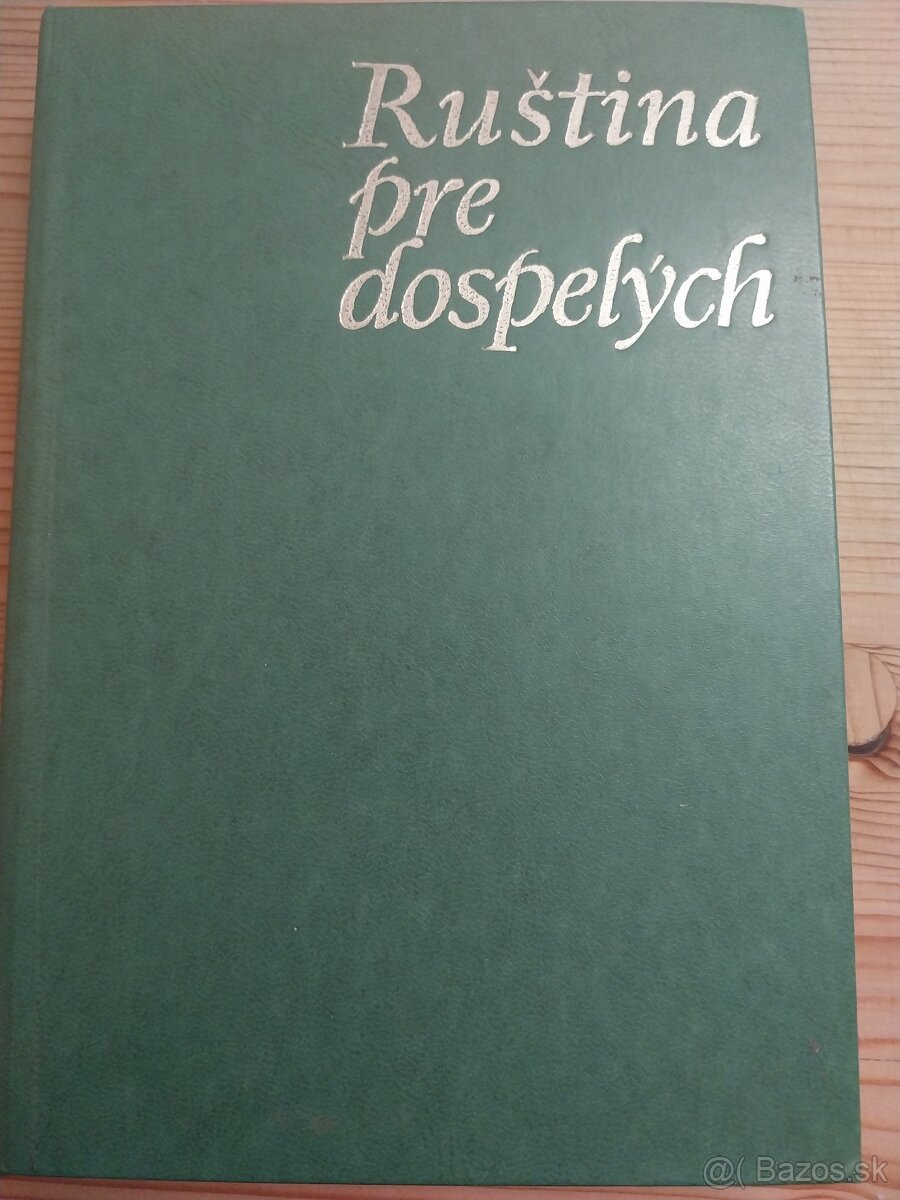 Ruština
pre
dospelých
@( Bazos.sk